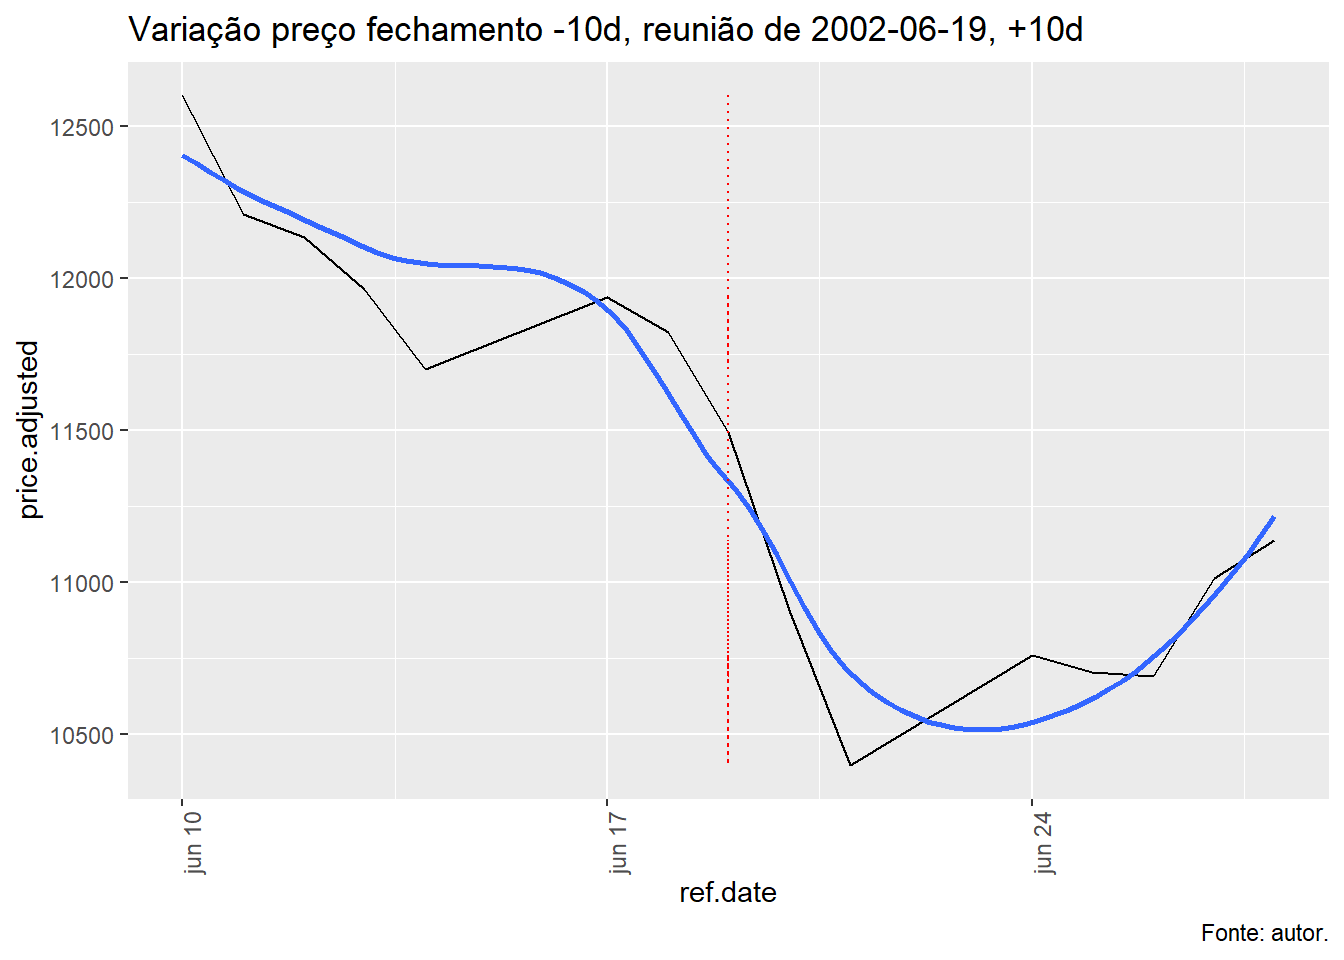 Variação preço fechamento -10d, reunião de 2002-06-19, +10d
price.adjusted
12500
12000
11500
11000
10500
jun 10
jun 17
jun 24
ref.date
Fonte: autor.